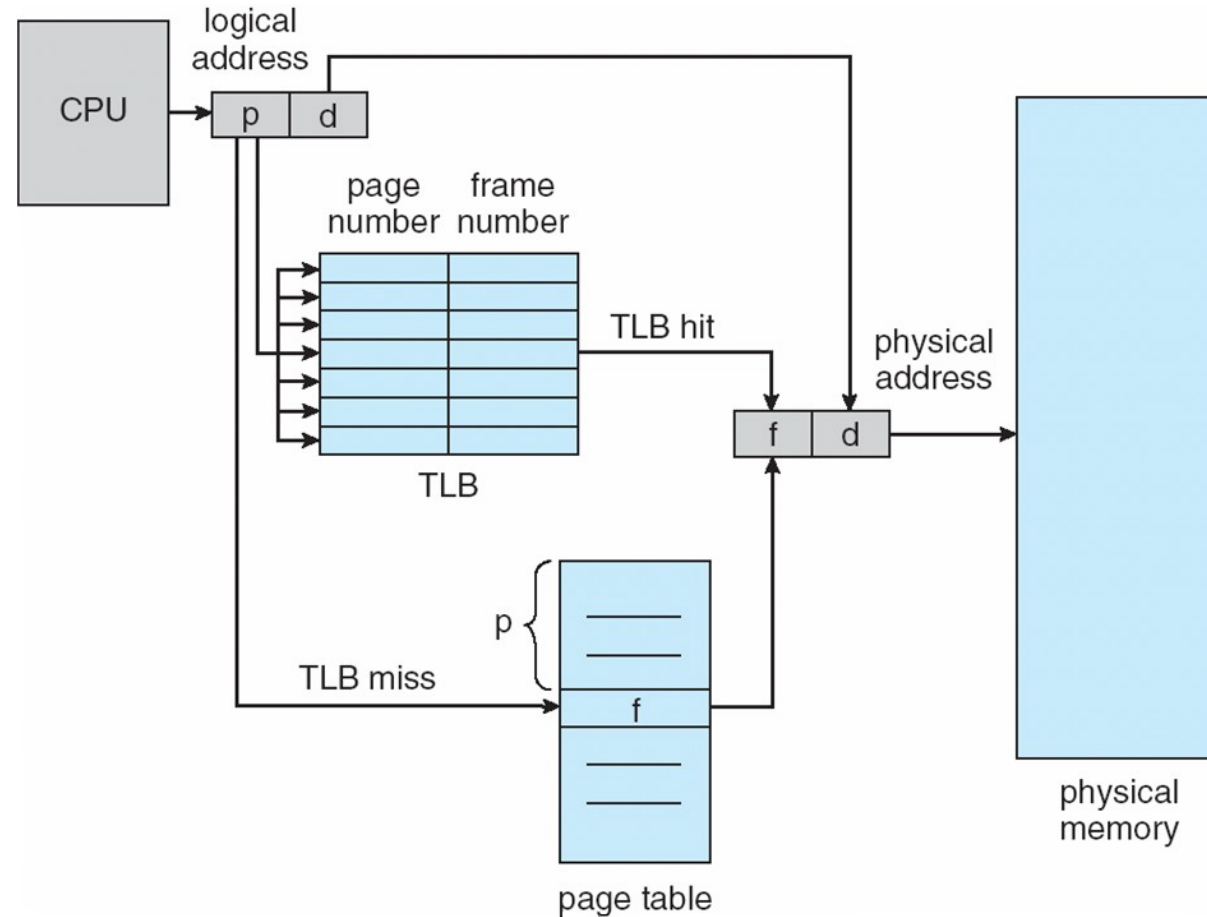 logical
address
CPU
p
d
page
number
frame
number
TLB hit
physical
address
f
d
TLB
p
TLB miss
f
page table
physical
memory